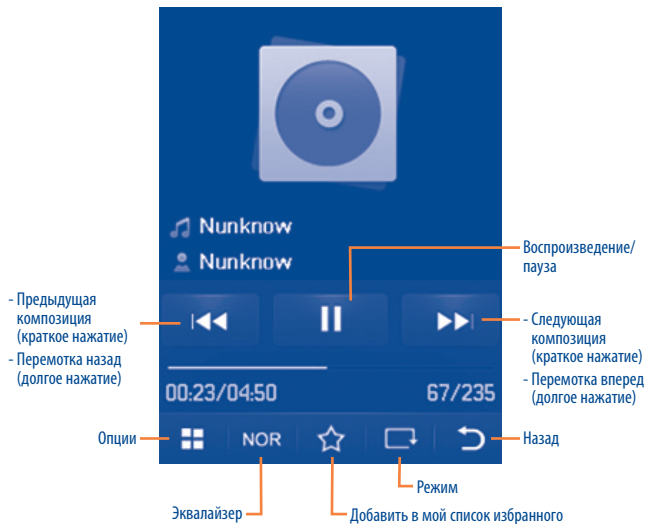 Nunknow
Nunknow
Воспроизведение/
пауза
- Предыдущая
композиция
(краткое нажатие)
- Перемотка назад
(долгое нажатие)
- Следующая
композиция
(краткое нажатие)
- Перемотка вперед
(долгое нажатие)
00:23/04:50
67/235
Опции
NOR
Назад
Режим
Эквалайзер
Добавить в мой список избранного